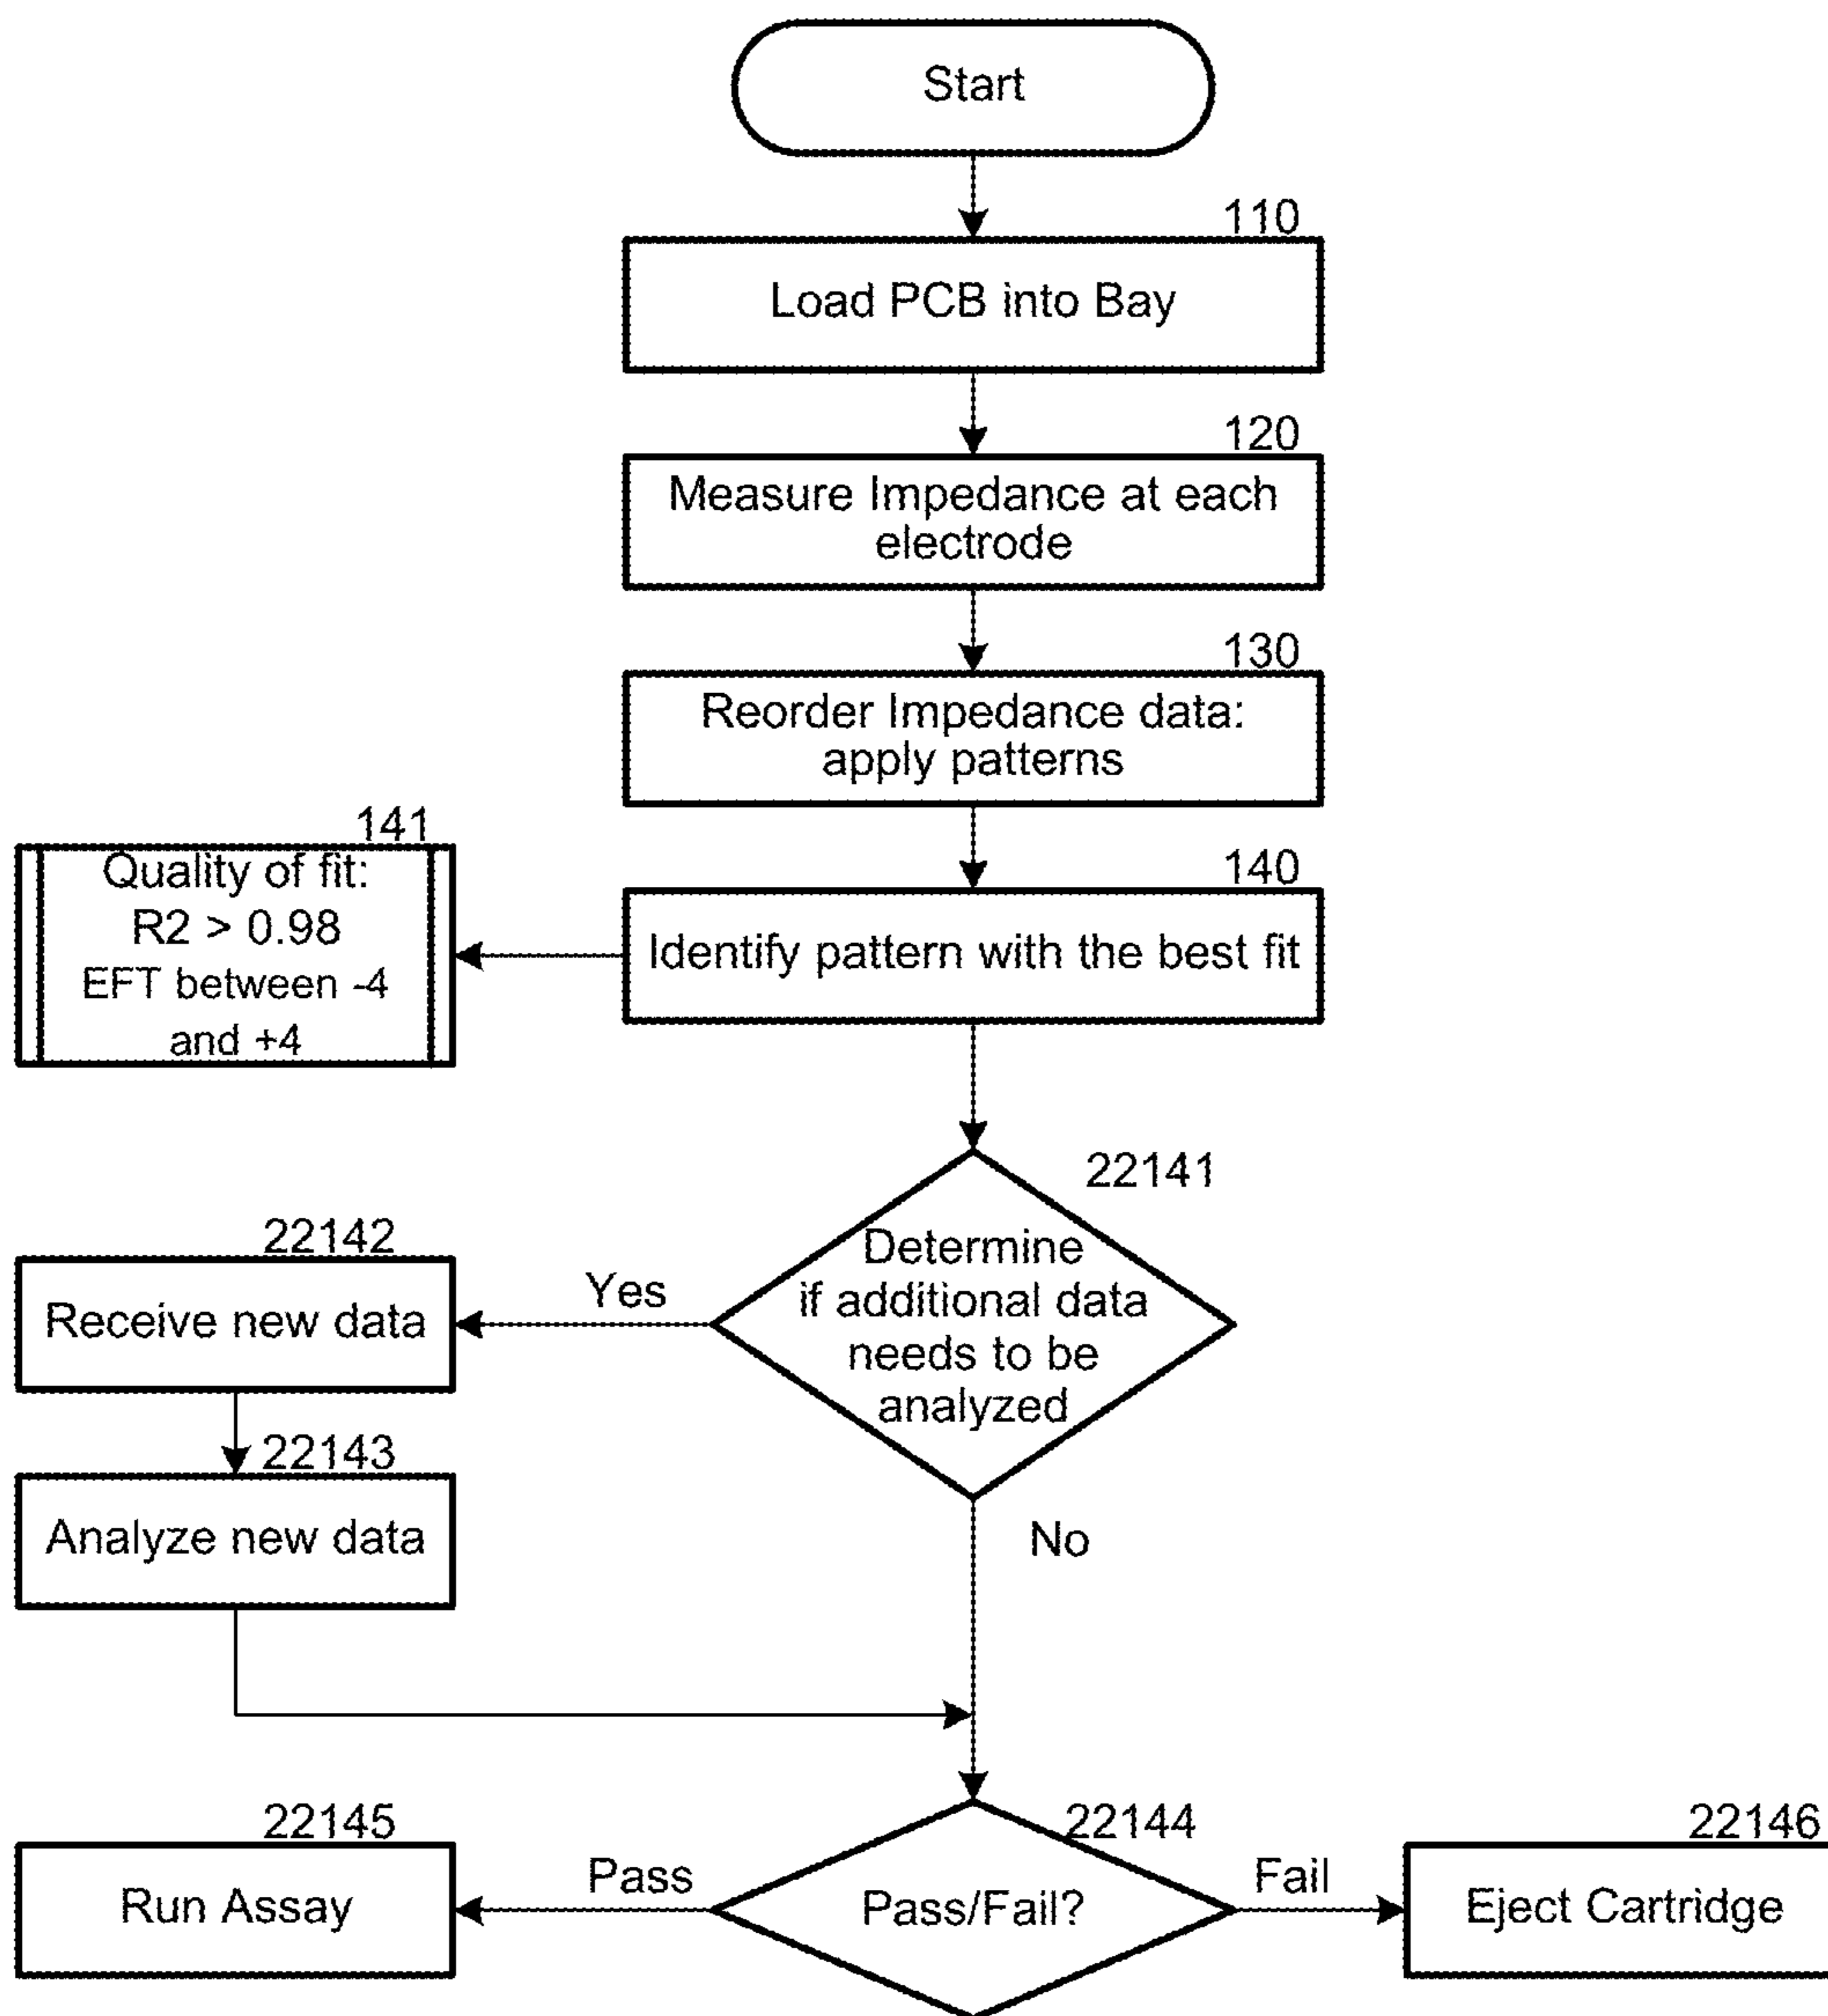 Start
110
Load PCB into Bay
120
Measure Impedance at each
electrode
130
Reorder Impedance data:
apply patterns
141
Quality of fit:
R2 > 0.98
EFT between -4
and +4
140
Identify pattern with the best fit
22141
Determine
if additional data
needs to be
analyzed
Yes
22142
Receive new data
22143
Analyze new data
No
22145
Run Assay
Pass
22144
Pass/Fail?
Fail
22146
Eject Cartridge